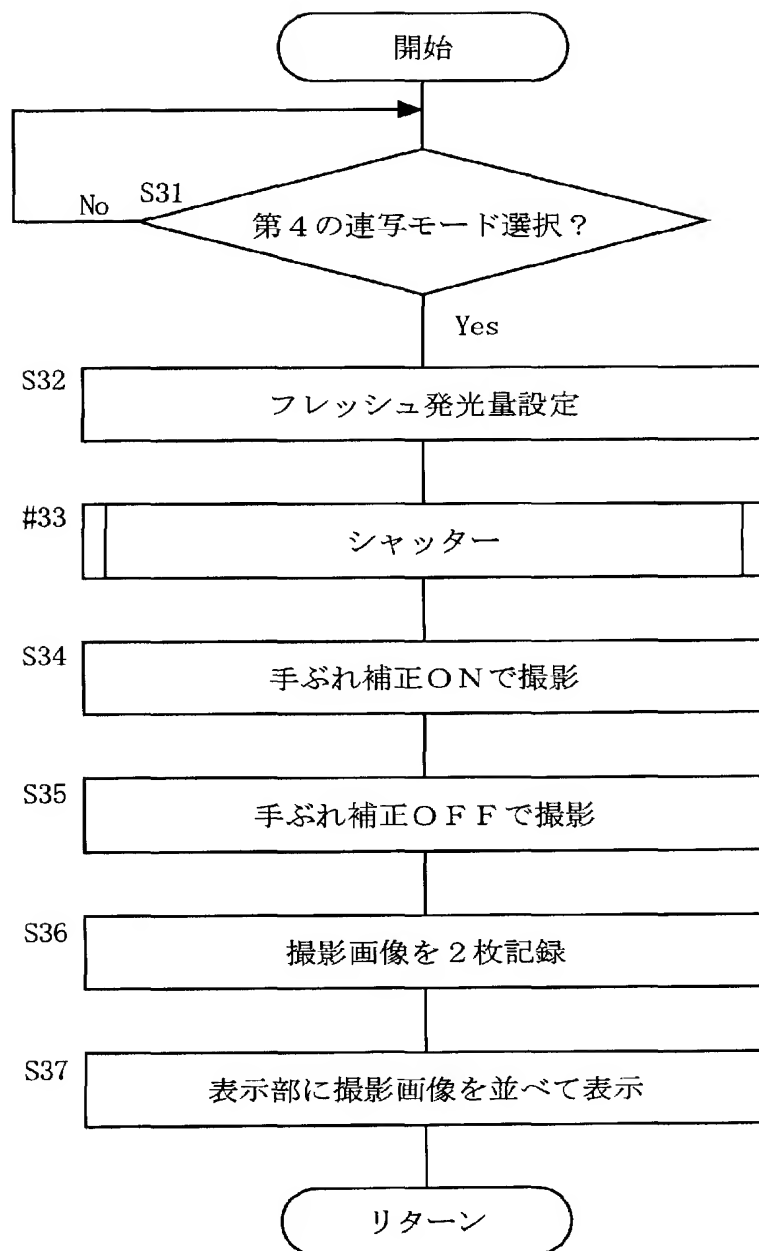 開始
S31
No
第４の連写モード選択？
Yes
S32
フレッシュ発光量設定
#33
シャッター
S34
手ぶれ補正ＯＮで撮影
S35
手ぶれ補正ＯＦＦで撮影
S36
撮影画像を２枚記録
S37
表示部に撮影画像を並べて表示
リターン